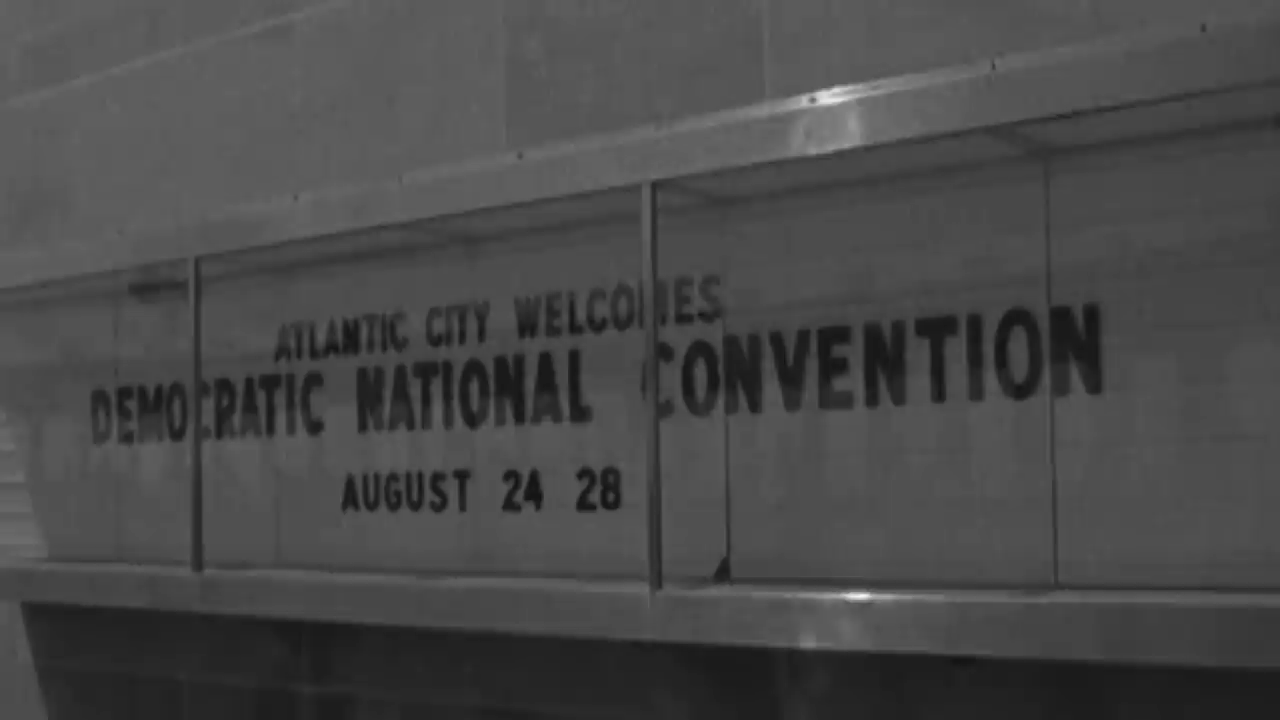 ATLANTIC CITY WELCOMES
DEMOCRATIC NATIONAL CONVENTION
AUGUST 24 28